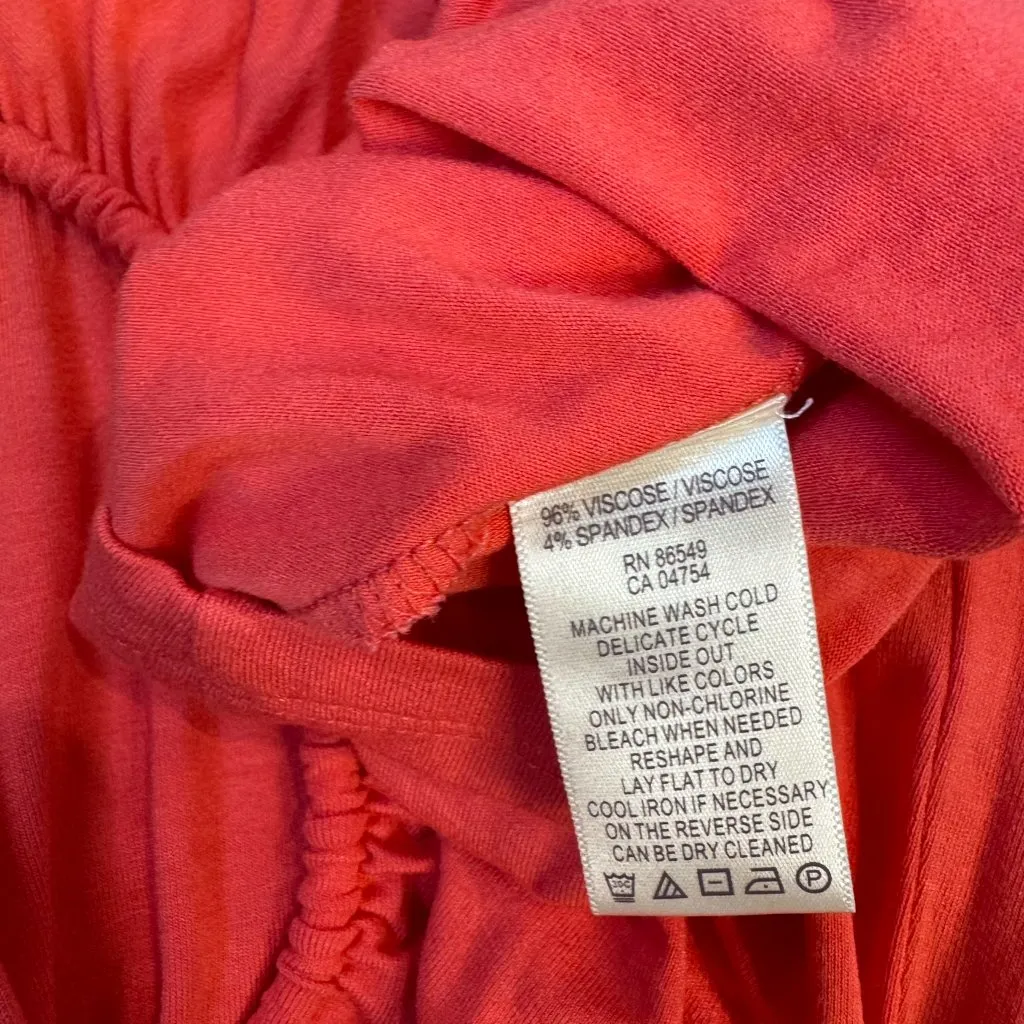 96% VISCOSE / VISCOSE
4% SPANDEX / SPANDEX
RN 86549
CA 04754
MACHINE WASH COLD
DELICATE CYCLE
INSIDE OUT
WITH LIKE COLORS
ONLY NON-CHLORINE
BLEACH WHEN NEEDED
RESHAPE AND
LAY FLAT TO DRY
COOL IRON IF NECESSARY
ON THE REVERSE SIDE
CAN BE DRY CLEANED
P